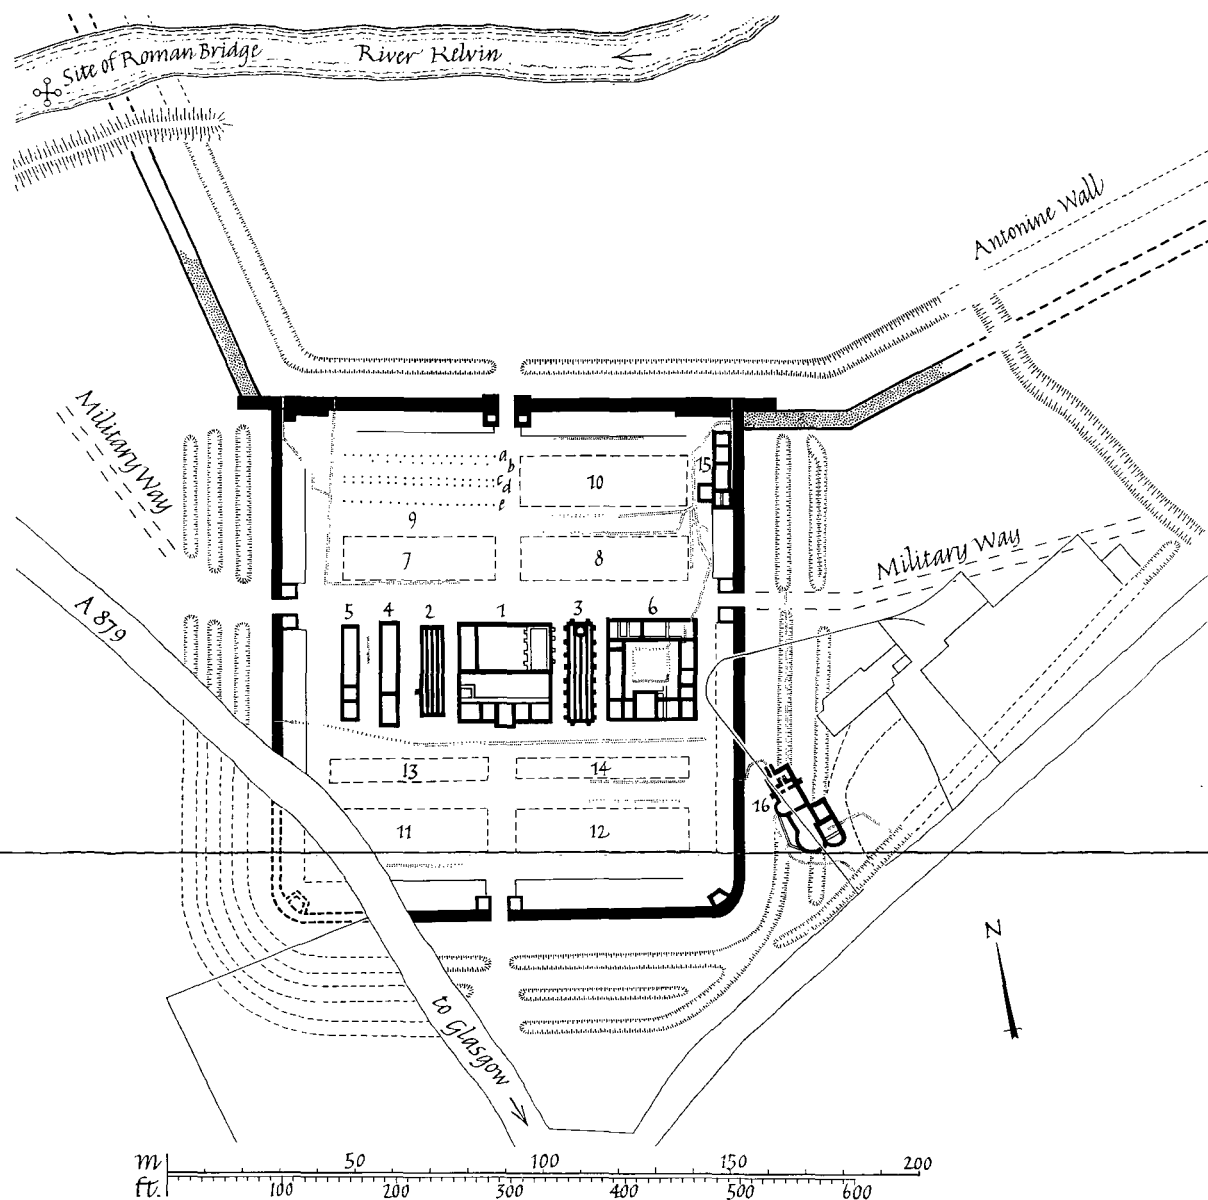 Site of Roman Bridge
River Kelvin
Antonine Wall
Military Way
a
b
c
d
e
15
10
9
7
8
Military Way
A 879
5
4
2
1
3
6
13
14
16
11
12
N
to Glasgow
m 50 100 150 200
ft. 100 200 300 400 500 600